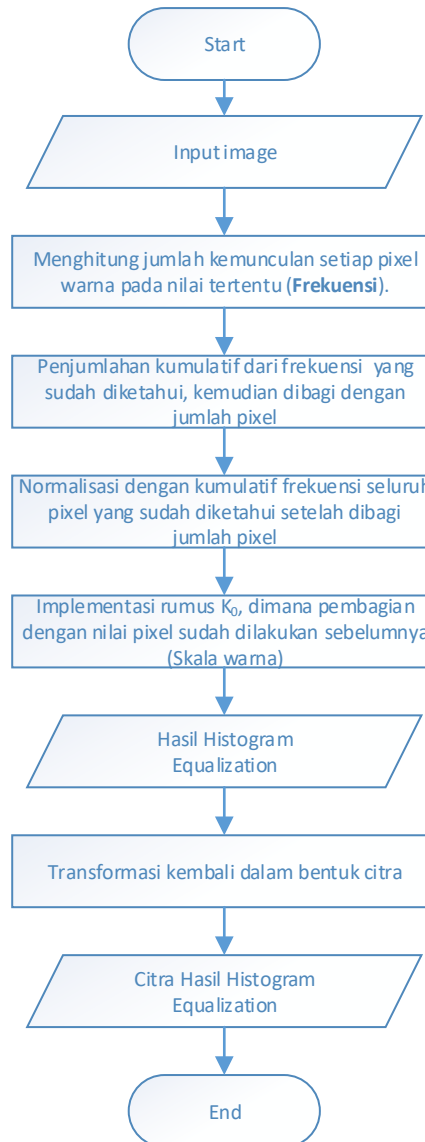 Start
Input image
Menghitung jumlah kemunculan setiap pixel
warna pada nilai tertentu (Frekuensi).
Penjumlahan kumulatif dari frekuensi yang
sudah diketahui, kemudian dibagi dengan
jumlah pixel
Normalisasi dengan kumulatif frekuensi seluruh
pixel yang sudah diketahui setelah dibagi
jumlah pixel
Implementasi rumus K₀, dimana pembagian
dengan nilai pixel sudah dilakukan sebelumnya
(Skala warna)
Hasil Histogram
Equalization
Transformasi kembali dalam bentuk citra
Citra Hasil Histogram
Equalization
End